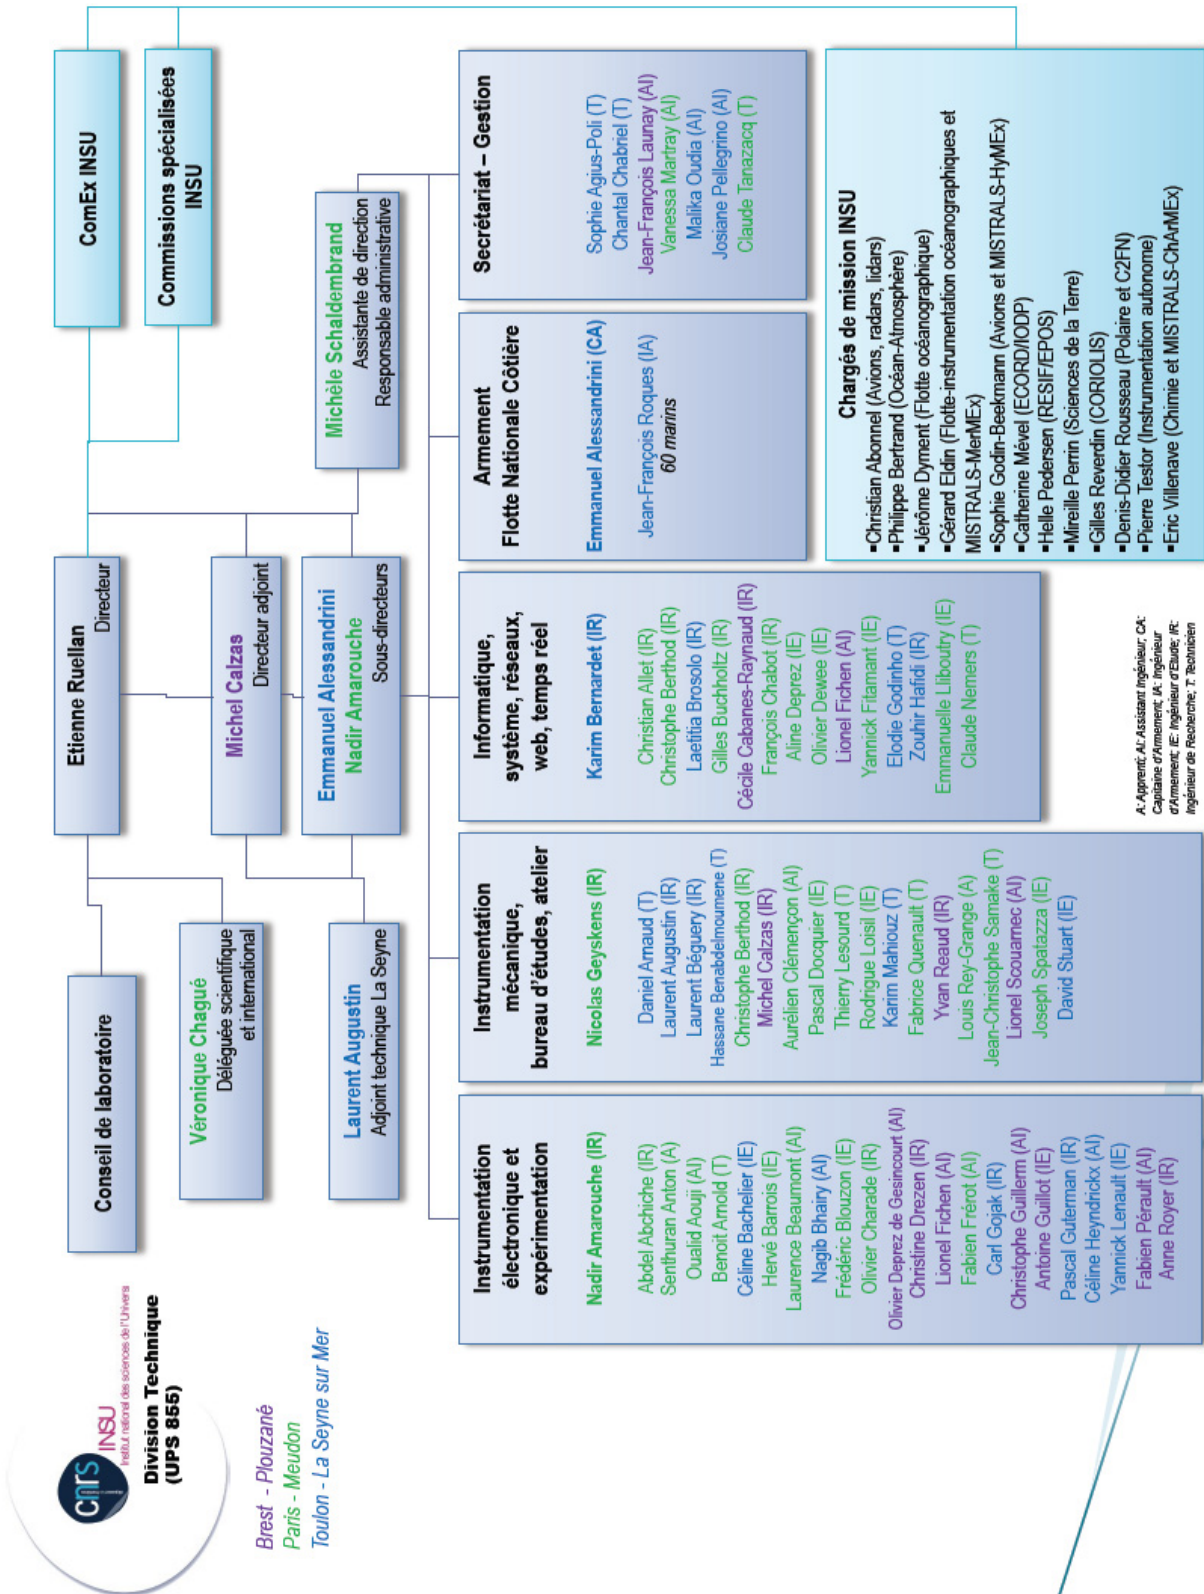 cnrs
INSU
Institut national des sciences de l'Univers
Division Technique
(UPS 855)
Brest - Plouzané
Paris - Meudon
Toulon - La Seyne sur Mer
Conseil de laboratoire
Etienne Ruellan
Directeur
ComEx INSU
Commissions spécialisées
INSU
Véronique Chagué
Déléguée scientifique
et international
Michel Calzas
Directeur adjoint
Laurent Augustin
Adjoint technique La Seyne
Emmanuel Alessandrini
Nadir Amarouche
Sous-directeurs
Michèle Schaldembrand
Assistante de direction
Responsable administrative
Instrumentation
électronique et
expérimentation
Nadir Amarouche (IR)
Abdel Abchiche (IR)
Senthuran Anton (A)
Oualid Aouji (AI)
Benoit Arnold (T)
Céline Bachelier (IE)
Hervé Barrois (IE)
Laurence Beaumont (AI)
Nagib Bhairy (AI)
Frédéric Blouzon (IE)
Olivier Charade (IR)
Olivier Deprez de Gesincourt (AI)
Christine Drezen (IR)
Lionel Fichen (AI)
Fabien Frérot (AI)
Carl Gojak (IR)
Christophe Guillerm (AI)
Antoine Guillot (IE)
Pascal Guterman (IR)
Céline Heyndrickx (AI)
Yannick Lenault (IE)
Fabien Pérault (AI)
Anne Royer (IR)
Instrumentation
mécanique,
bureau d'études, atelier
Nicolas Geyskens (IR)
Daniel Arnaud (T)
Laurent Augustin (IR)
Laurent Béguery (IR)
Hassane Benabdelmoumene (T)
Christophe Berthod (IR)
Michel Calzas (IR)
Aurélien Clémençon (AI)
Pascal Docquier (IE)
Thierry Lesourd (T)
Rodrigue Loisil (IE)
Karim Mahiouz (T)
Fabrice Quenault (T)
Yvan Reaud (IR)
Louis Rey-Grange (A)
Jean-Christophe Samake (T)
Lionel Scouarnec (AI)
Joseph Spatazza (IE)
David Stuart (IE)
Informatique,
système, réseaux,
web, temps réel
Karim Bernardet (IR)
Christian Allet (IR)
Christophe Berthod (IR)
Laetitia Brosolo (IR)
Gilles Buchholtz (IR)
Cécile Cabanes-Raynaud (IR)
François Chabot (IR)
Aline Deprez (IE)
Olivier Dewee (IE)
Lionel Fichen (AI)
Yannick Fitamant (IE)
Elodie Godinho (T)
Zouhir Hafidi (IR)
Emmanuelle Lliboutry (IE)
Claude Nemers (T)
Armement
Flotte Nationale Côtière
Emmanuel Alessandrini (CA)
Jean-François Roques (IA)
60 marins
Secrétariat – Gestion
Sophie Agius-Poli (T)
Chantal Chabriel (T)
Jean-François Launay (AI)
Vanessa Martray (AI)
Malika Oudia (AI)
Josiane Pellegrino (AI)
Claude Tanazacq (T)
A: Apprenti; AI: Assistant Ingénieur; CA:
Capitaine d'Armement; IA: Ingénieur
d'Armement; IE: Ingénieur d'Etude; IR:
Ingénieur de Recherche; T: Technicien
Chargés de mission INSU
▪Christian Abonnel (Avions, radars, lidars)
▪Philippe Bertrand (Océan-Atmosphère)
▪Jérôme Dyment (Flotte océanographique)
▪Gérard Eldin (Flotte-instrumentation océanographiques et
MISTRALS-MerMEx)
▪Sophie Godin-Beekmann (Avions et MISTRALS-HyMEx)
▪Catherine Mével (ECORD/IODP)
▪Helle Pedersen (RESIF/EPOS)
▪Mireille Perrin (Sciences de la Terre)
▪Gilles Reverdin (CORIOLIS)
▪Denis-Didier Rousseau (Polaire et C2FN)
▪Pierre Testor (Instrumentation autonome)
▪Eric Villenave (Chimie et MISTRALS-ChArMEx)